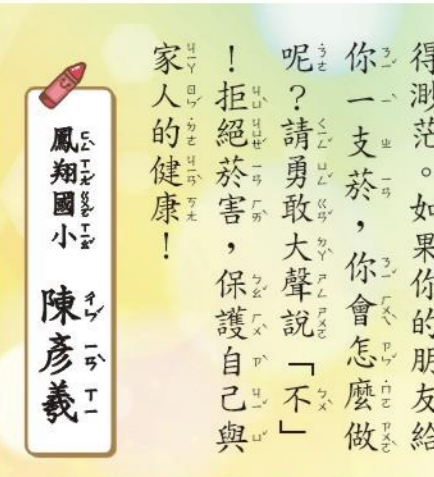 得渺茫。如果你的朋友給
你一支菸，你會怎麼做
呢？請勇敢大聲說「不」
！拒絕菸害，保護自己與
家人的健康！
鳳翔國小 陳彥羲